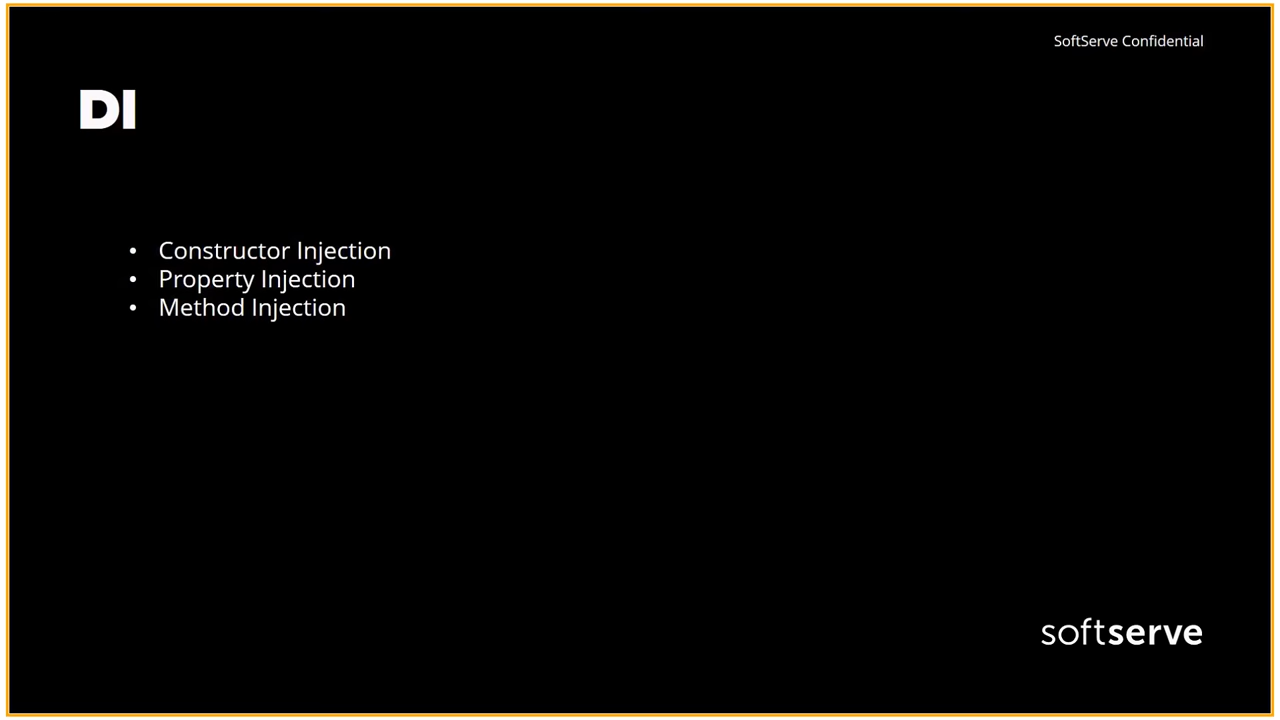 SoftServe Confidential
DI
• Constructor Injection
• Property Injection
• Method Injection
softserve